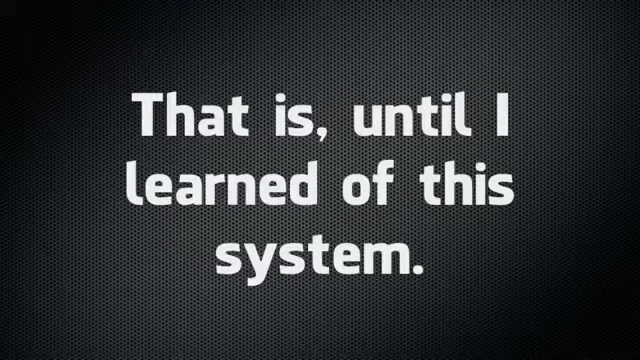 That is, until I
learned of this
system.